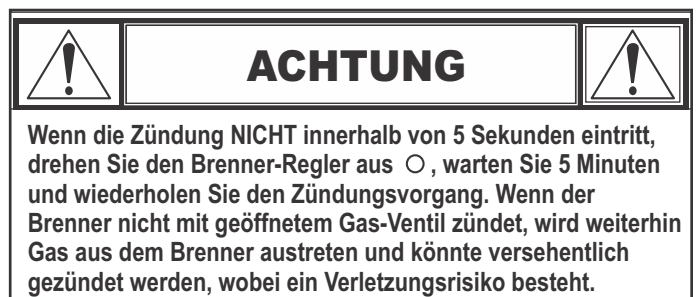 ACHTUNG
Wenn die Zündung NICHT innerhalb von 5 Sekunden eintritt,
drehen Sie den Brenner-Regler aus ○ , warten Sie 5 Minuten
und wiederholen Sie den Zündungsvorgang. Wenn der
Brenner nicht mit geöffnetem Gas-Ventil zündet, wird weiterhin
Gas aus dem Brenner austreten und könnte versehentlich
gezündet werden, wobei ein Verletzungsrisiko besteht.